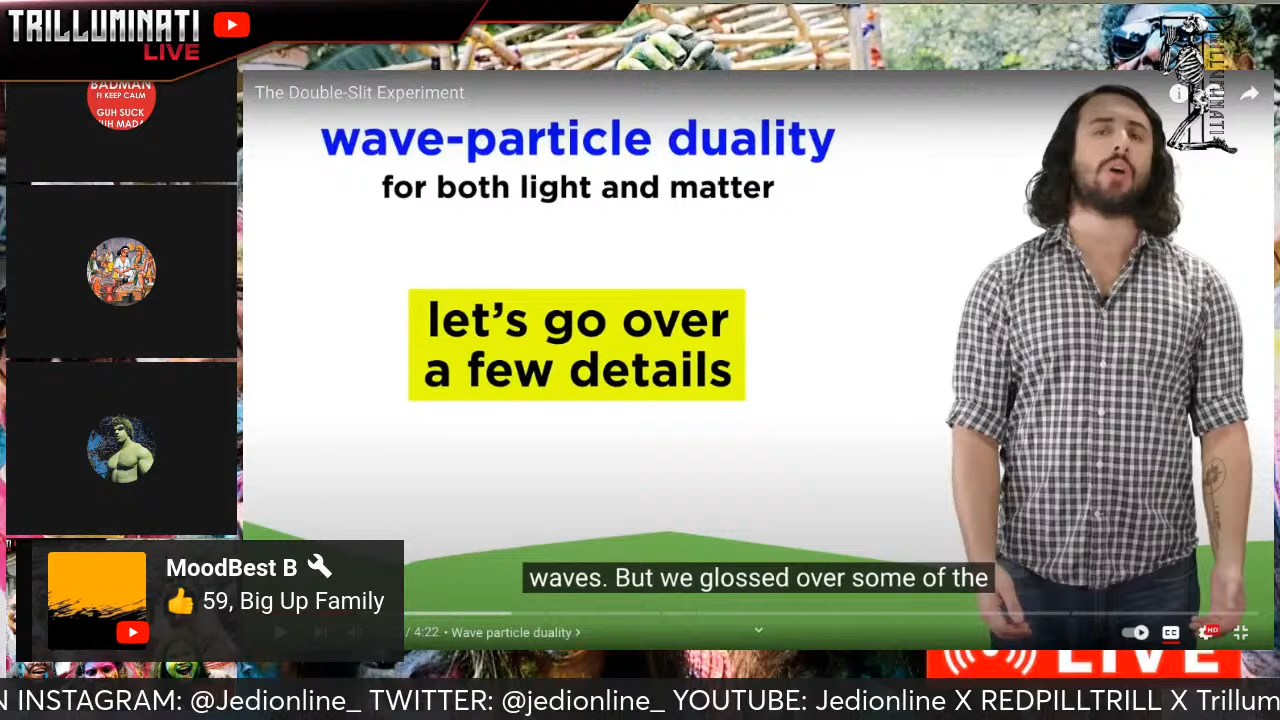 TRILLUMINATI
LIVE
BADMAN
FI KEEP CALM
GUH SUCK
The Double-Slit Experiment
wave-particle duality
for both light and matter
let's go over
a few details
waves. But we glossed over some of the
MoodBest B
👍 59, Big Up Family
/ 4:22 • Wave particle duality ›
CC
HD
LIVE
N INSTAGRAM: @Jedionline_ TWITTER: @jedionline_ YOUTUBE: Jedionline X REDPILLTRILL X Trillum